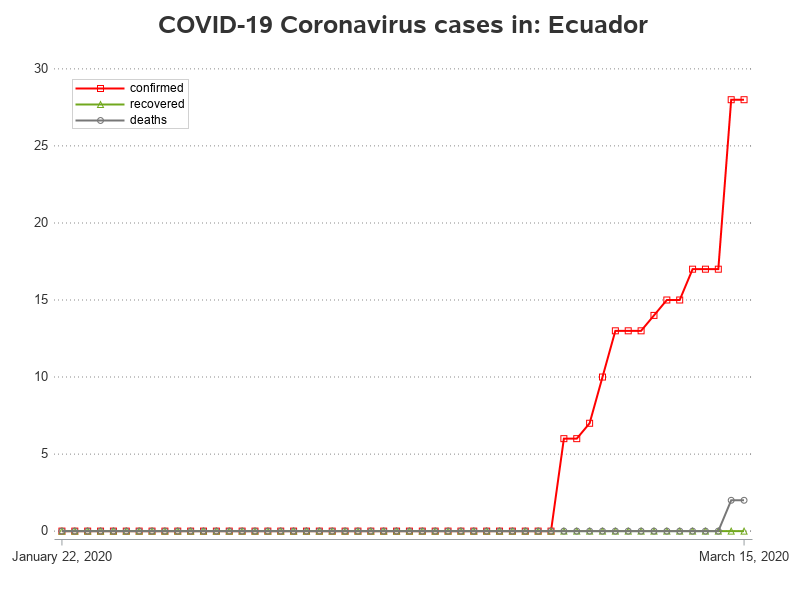 COVID-19 Coronavirus cases in: Ecuador
30
confirmed
recovered
deaths
25
20
15
10
5
0
January 22, 2020
March 15, 2020